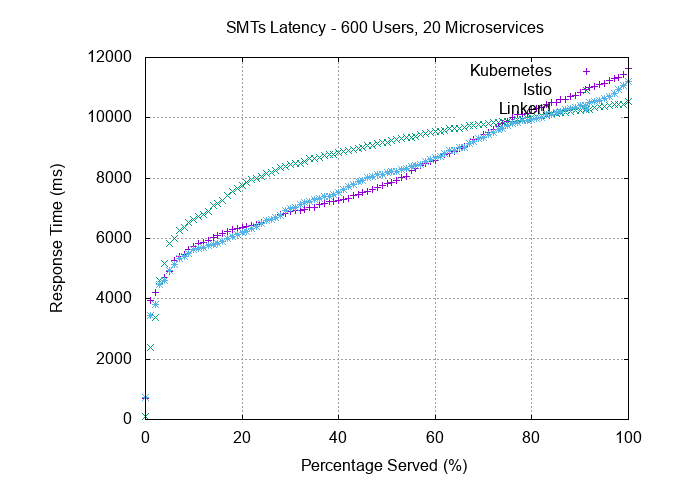 SMTs Latency - 600 Users, 20 Microservices
12000
10000
8000
6000
4000
2000
0
Response Time (ms)
Kubernetes
Istio
Linkerd
0 20 40 60 80 100
Percentage Served (%)